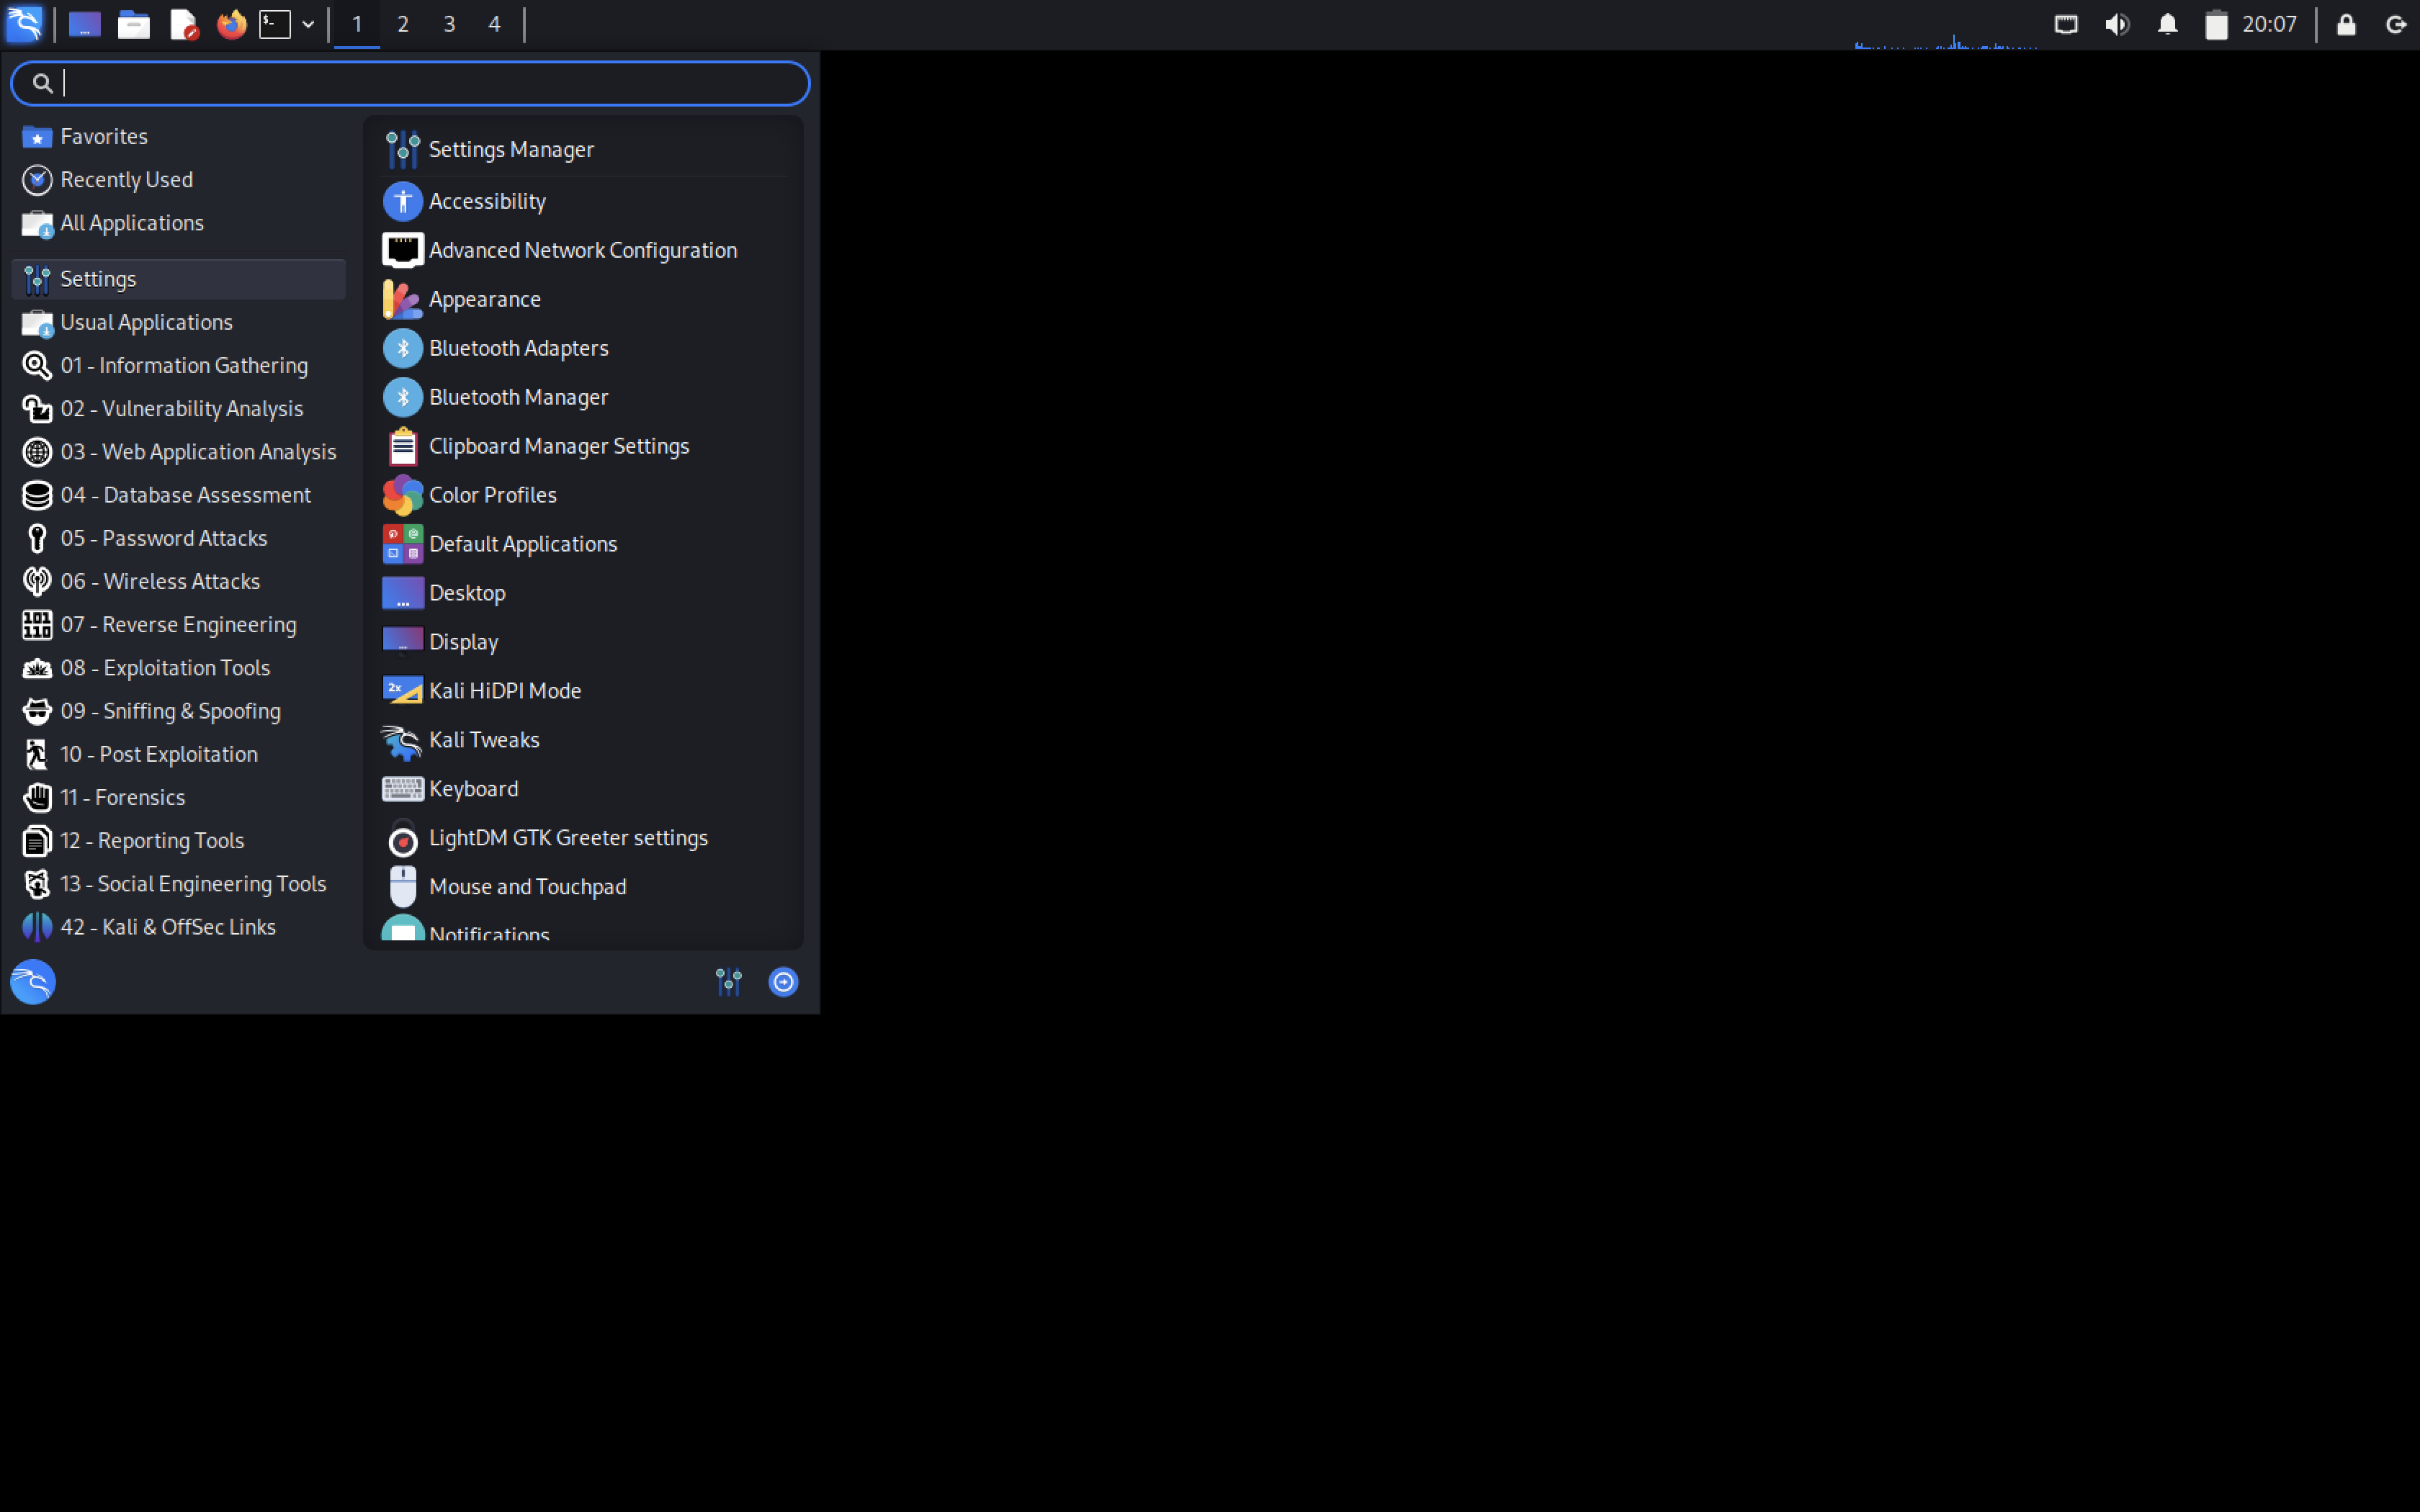 $-
1 2 3 4
20:07
Favorites
Recently Used
All Applications
Settings
Usual Applications
01 - Information Gathering
02 - Vulnerability Analysis
03 - Web Application Analysis
04 - Database Assessment
05 - Password Attacks
06 - Wireless Attacks
07 - Reverse Engineering
08 - Exploitation Tools
09 - Sniffing & Spoofing
10 - Post Exploitation
11 - Forensics
12 - Reporting Tools
13 - Social Engineering Tools
42 - Kali & OffSec Links
Settings Manager
Accessibility
Advanced Network Configuration
Appearance
Bluetooth Adapters
Bluetooth Manager
Clipboard Manager Settings
Color Profiles
Default Applications
Desktop
Display
2x
Kali HiDPI Mode
Kali Tweaks
Keyboard
LightDM GTK Greeter settings
Mouse and Touchpad
Notifications